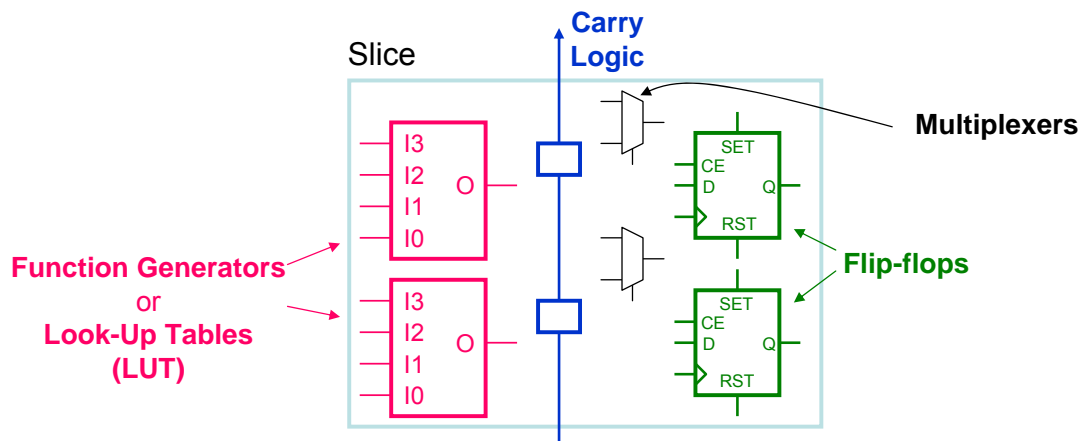 Slice
Carry
Logic
Multiplexers
I3
I2
I1
I0
O
SET
CE
D
Q
RST
Function Generators
or
Look-Up Tables
(LUT)
Flip-flops
I3
I2
I1
I0
O
SET
CE
D
Q
RST